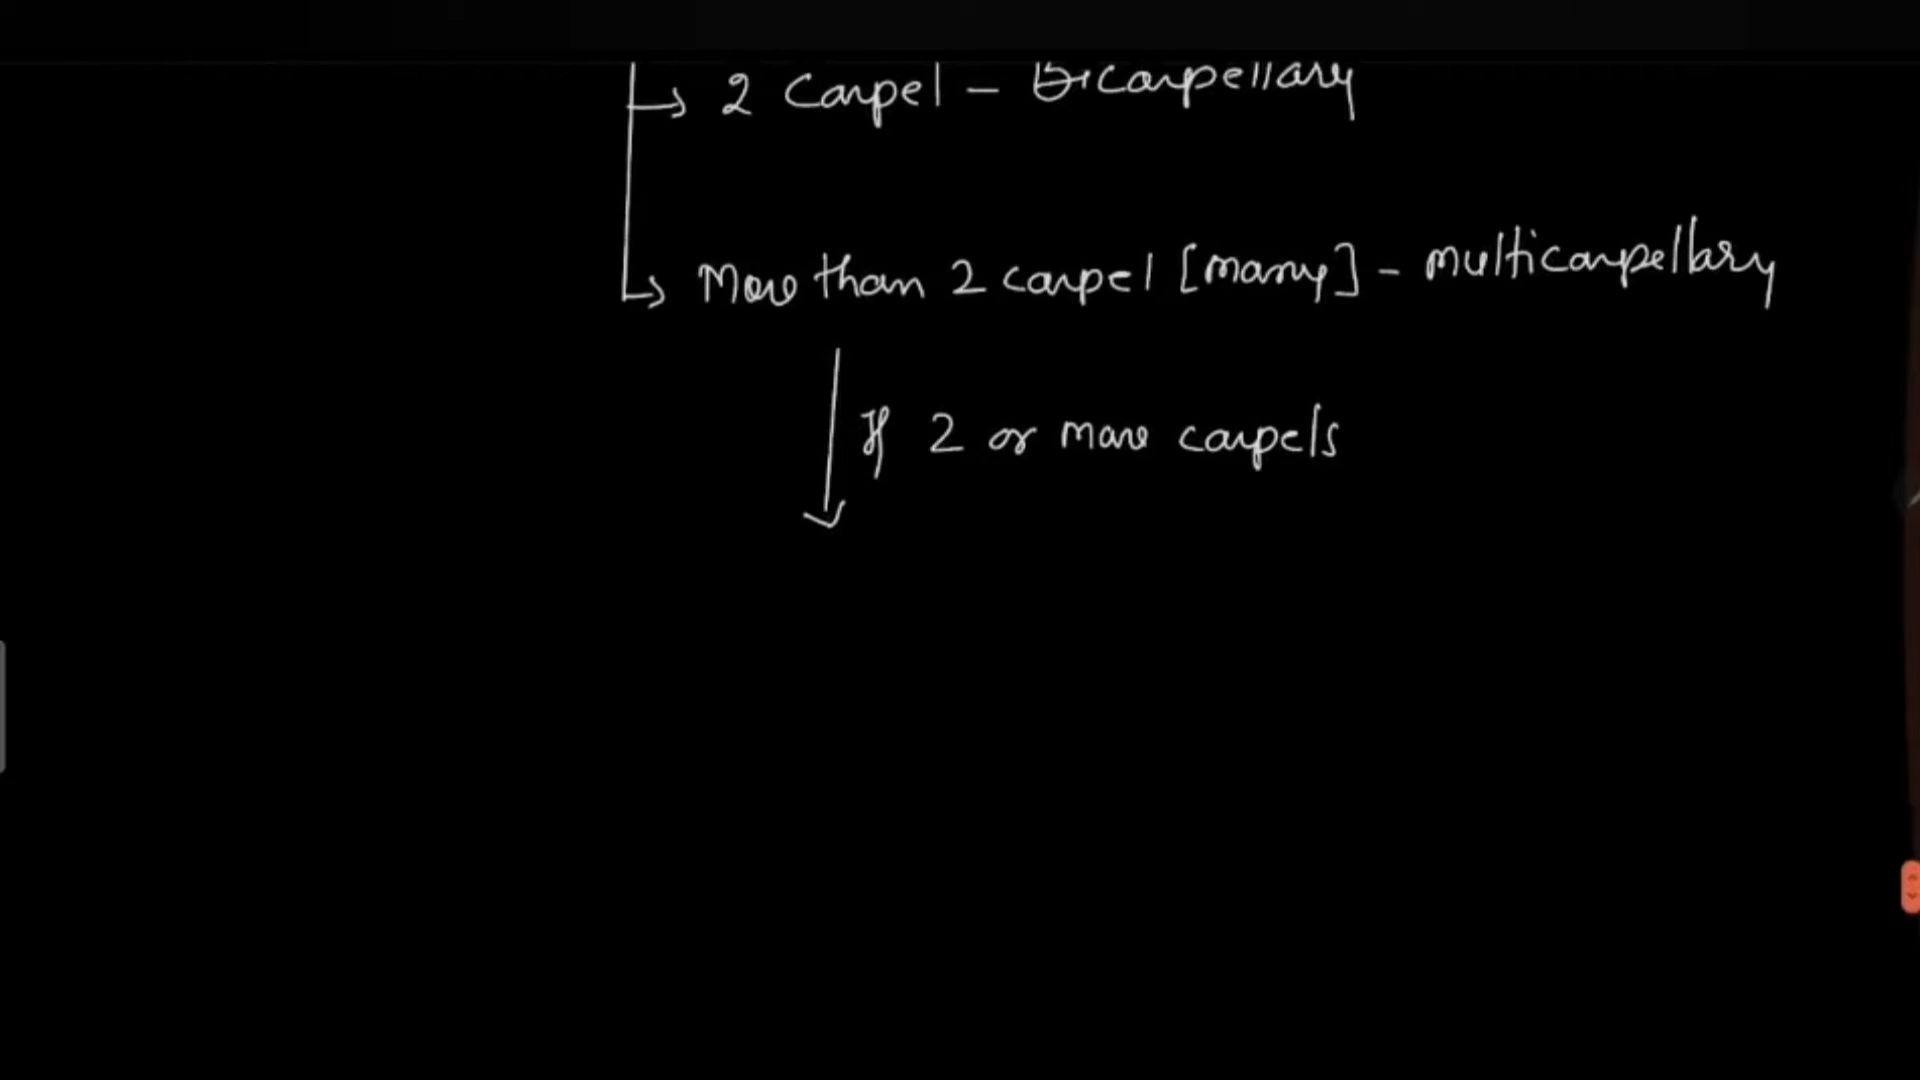 ↳ 2 Carpel - Bicarpellary
↳ More than 2 carpel [many] - multicarpellary
If 2 or more carpels